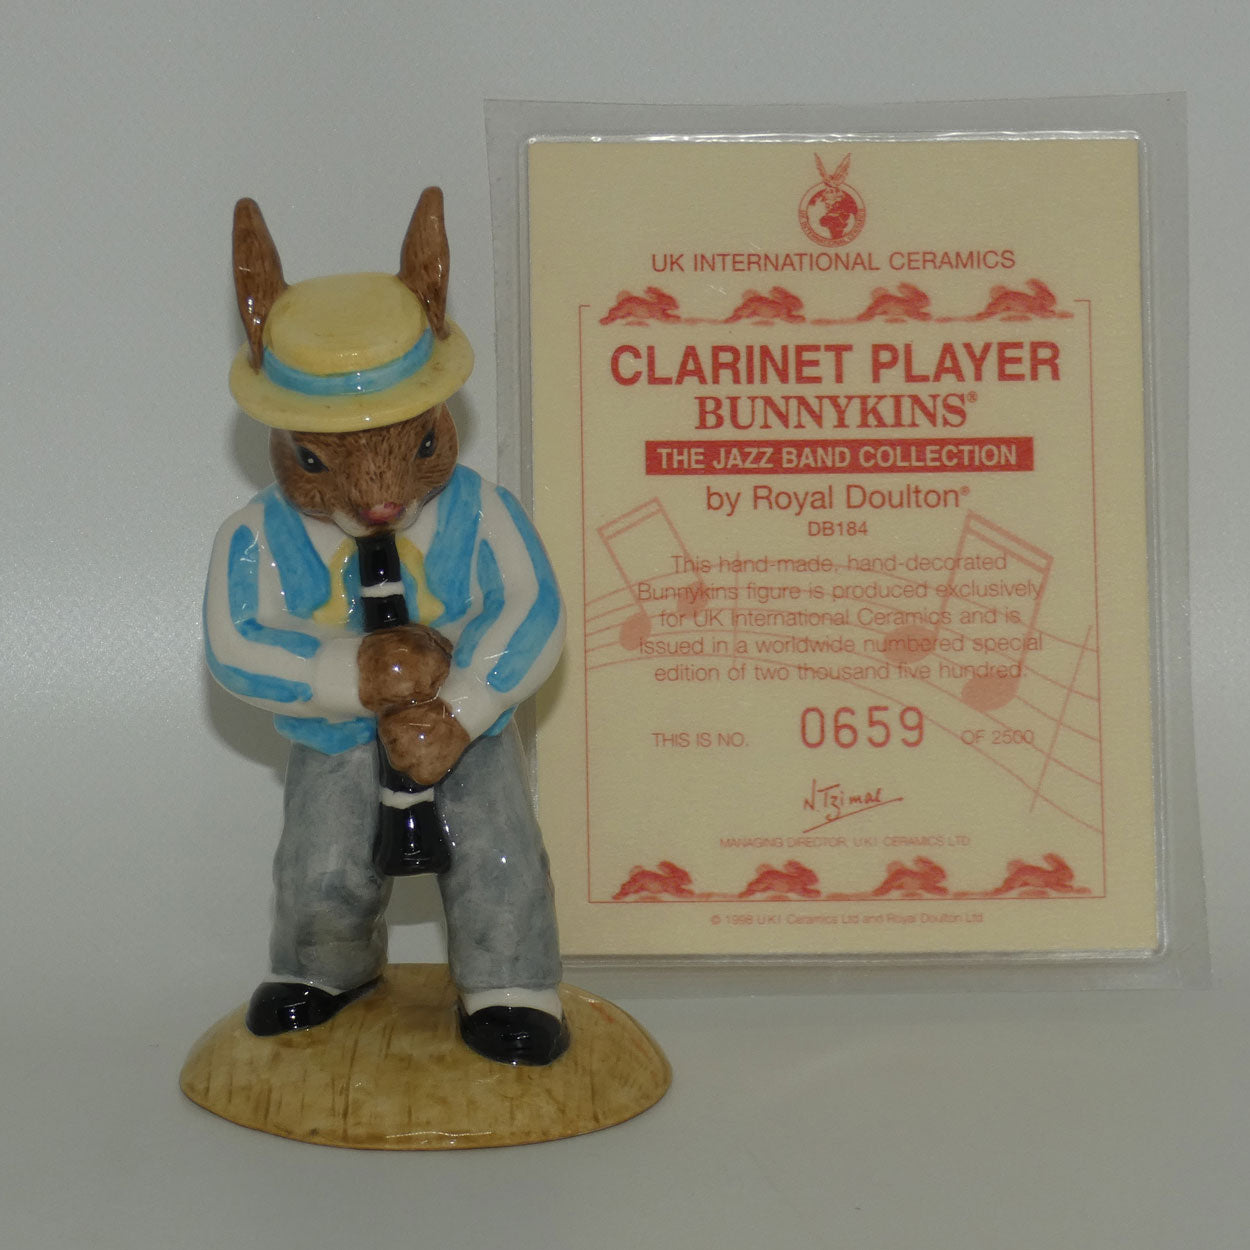 UK INTERNATIONAL CERAMICS
CLARINET PLAYER
BUNNYKINS®
THE JAZZ BAND COLLECTION
by Royal Doulton®
DB184
This hand-made, hand-decorated
Bunnykins figure is produced exclusively
for UK International Ceramics and is
issued in a worldwide numbered special
edition of two thousand five hundred.
THIS IS NO. 0659 OF 2500
N.Tzimas
MANAGING DIRECTOR, U.K.I. CERAMICS LTD
© 1998 U.K.I. Ceramics Ltd and Royal Doulton Ltd